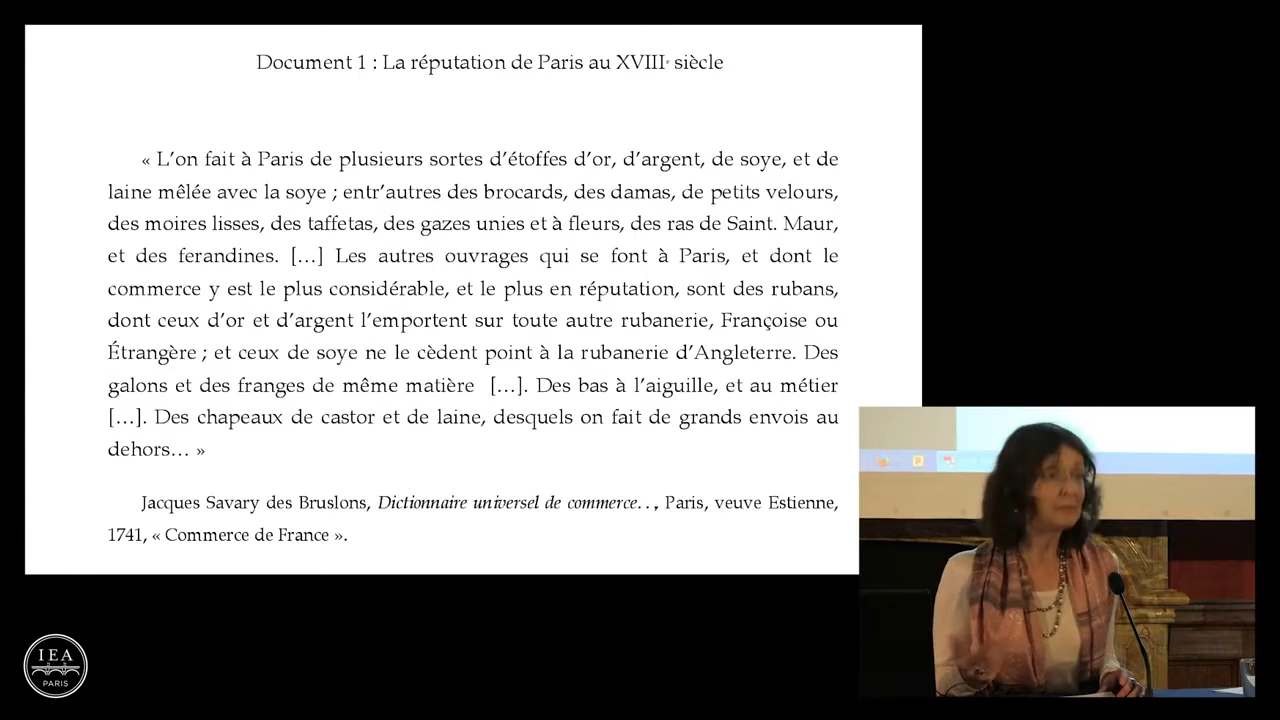 Document 1 : La réputation de Paris au XVIIIe siècle
« L'on fait à Paris de plusieurs sortes d'étoffes d'or, d'argent, de soye, et de
laine mêlée avec la soye ; entr'autres des brocards, des damas, de petits velours,
des moires lisses, des taffetas, des gazes unies et à fleurs, des ras de Saint. Maur,
et des ferandines. [...] Les autres ouvrages qui se font à Paris, et dont le
commerce y est le plus considérable, et le plus en réputation, sont des rubans,
dont ceux d'or et d'argent l'emportent sur toute autre rubanerie, Françoise ou
Étrangère ; et ceux de soye ne le cèdent point à la rubanerie d'Angleterre. Des
galons et des franges de même matière [...]. Des bas à l'aiguille, et au métier
[...]. Des chapeaux de castor et de laine, desquels on fait de grands envois au
dehors... »
Jacques Savary des Bruslons, Dictionnaire universel de commerce..., Paris, veuve Estienne,
1741, « Commerce de France ».
IEA
PARIS